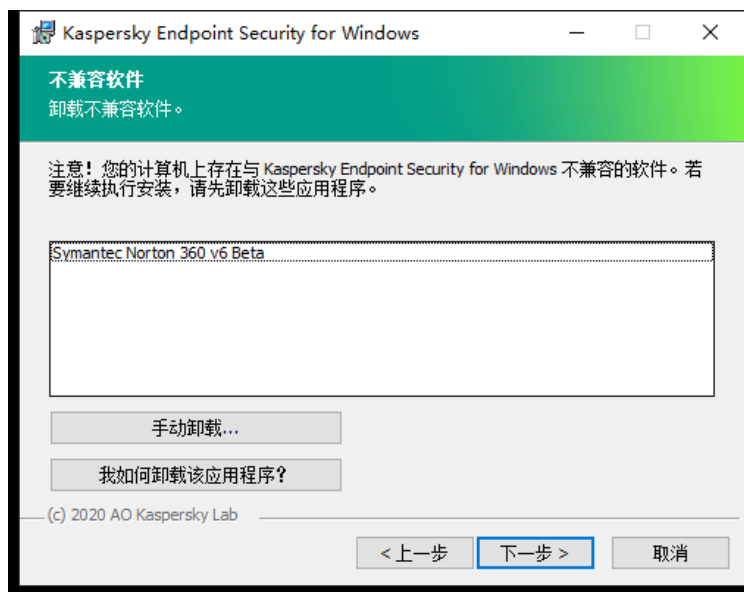 Kaspersky Endpoint Security for Windows
不兼容软件
卸载不兼容软件。
注意！您的计算机上存在与 Kaspersky Endpoint Security for Windows 不兼容的软件。若
要继续执行安装，请先卸载这些应用程序。
Symantec Norton 360 v6 Beta
手动卸载...
我如何卸载该应用程序?
(c) 2020 AO Kaspersky Lab
<上一步
下一步 >
取消